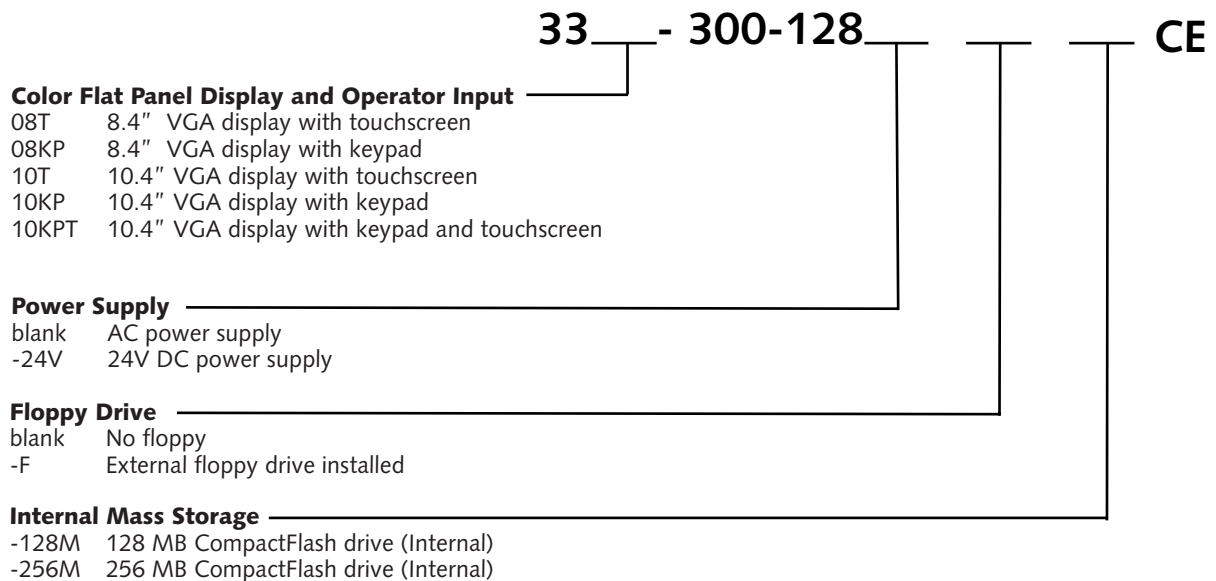 33___- 300-128___ ___ ___ CE
Color Flat Panel Display and Operator Input
08T 8.4" VGA display with touchscreen
08KP 8.4" VGA display with keypad
10T 10.4" VGA display with touchscreen
10KP 10.4" VGA display with keypad
10KPT 10.4" VGA display with keypad and touchscreen
Power Supply
blank AC power supply
-24V 24V DC power supply
Floppy Drive
blank No floppy
-F External floppy drive installed
Internal Mass Storage
-128M 128 MB CompactFlash drive (Internal)
-256M 256 MB CompactFlash drive (Internal)